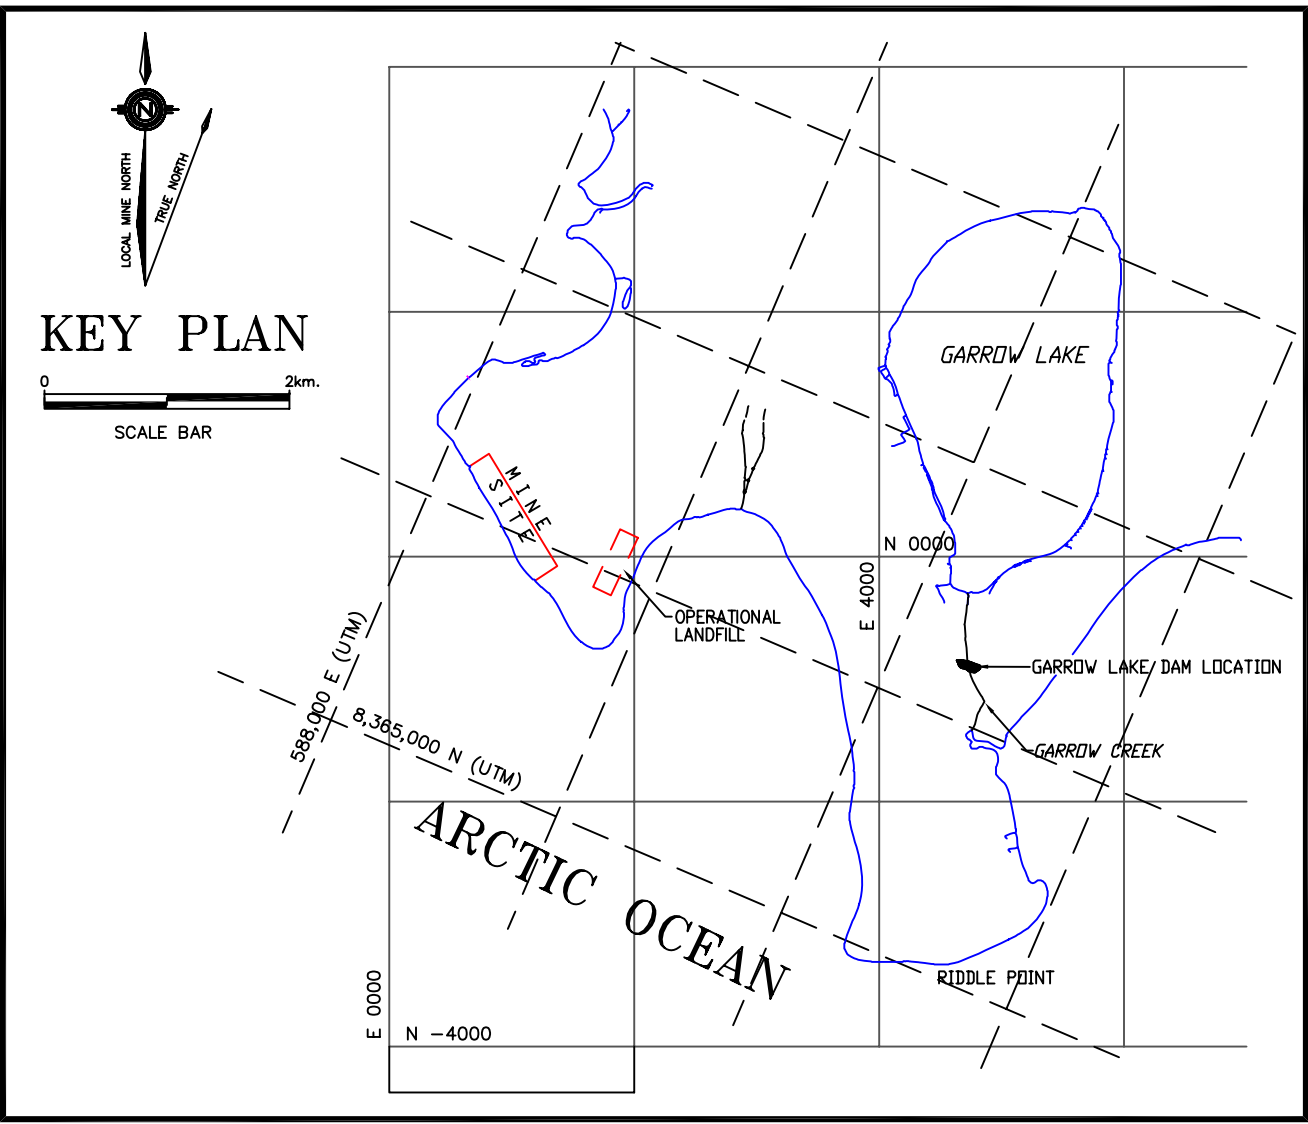 N
LOCAL MINE NORTH
TRUE NORTH
KEY PLAN
0 2km.
SCALE BAR
GARROW LAKE
MINE
SITE
N 0000
E 4000
OPERATIONAL
LANDFILL
GARROW LAKE DAM LOCATION
588,000 E (UTM)
8,365,000 N (UTM)
GARROW CREEK
ARCTIC OCEAN
RIDDLE POINT
E 0000
N -4000